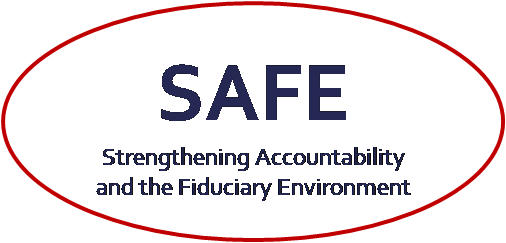 SAFE
Strengthening Accountability
and the Fiduciary Environment